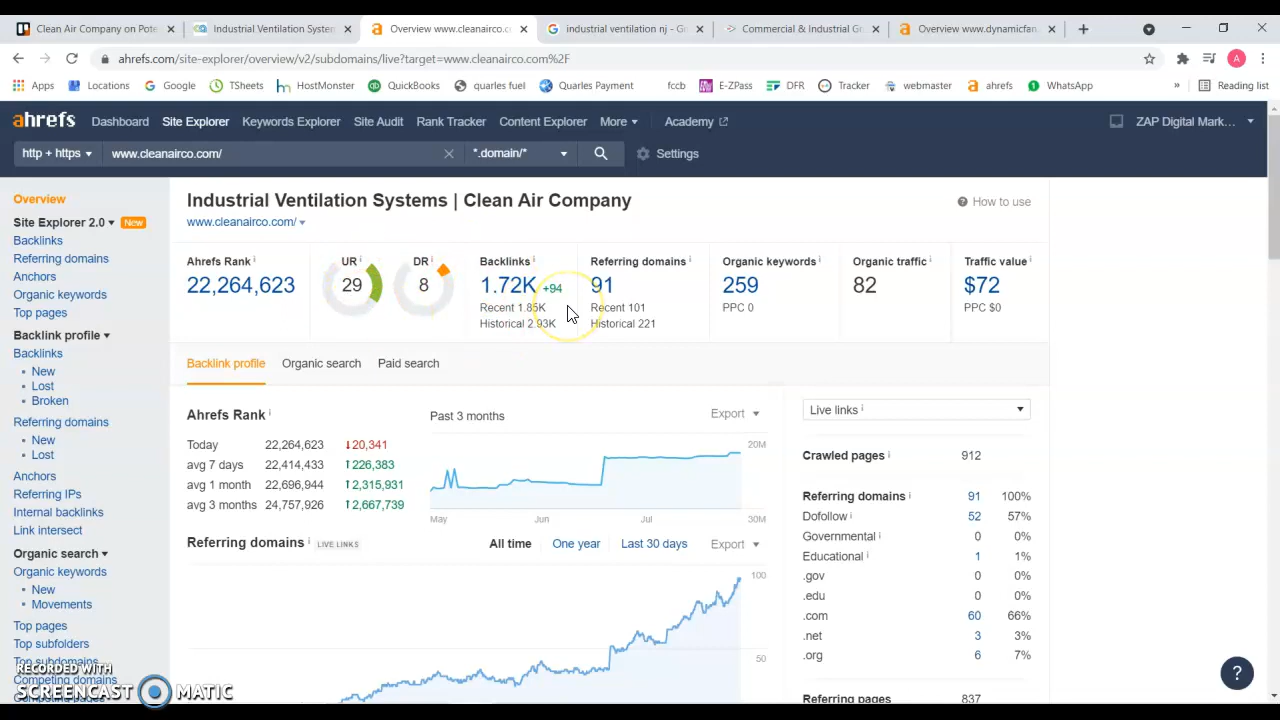 Clean Air Company on Pote
Industrial Ventilation System
Overview www.cleanairco.co
industrial ventilation nj - Go
Commercial & Industrial Gr
Overview www.dynamicfan.
ahrefs.com/site-explorer/overview/v2/subdomains/live?target=www.cleanairco.com%2F
A
Apps
Locations
Google
TSheets
HostMonster
QuickBooks
quarles fuel
Quarles Payment
fccb
E-ZPass
DFR
Tracker
webmaster
ahrefs
WhatsApp
»
Reading list
ahrefs
Dashboard
Site Explorer
Keywords Explorer
Site Audit
Rank Tracker
Content Explorer
More
Academy
ZAP Digital Mark...
http + https
www.cleanairco.com/
*.domain/*
Settings
Overview
Site Explorer 2.0
New
Backlinks
Referring domains
Anchors
Organic keywords
Top pages
Backlink profile
Backlinks
New
Lost
Broken
Referring domains
New
Lost
Anchors
Referring IPs
Internal backlinks
Link intersect
Organic search
Organic keywords
New
Movements
Top pages
Top subfolders
Top subdomains
Competing domains
Industrial Ventilation Systems | Clean Air Company
How to use
www.cleanairco.com/
Ahrefs Rank
22,264,623
UR
29
DR
8
Backlinks
1.72K +94
Recent 1.85K
Historical 2.93K
Referring domains
91
Recent 101
Historical 221
Organic keywords
259
PPC 0
Organic traffic
82
Traffic value
$72
PPC $0
Backlink profile
Organic search
Paid search
Ahrefs Rank
Past 3 months
Export
Today 22,264,623 ↓20,341
avg 7 days 22,414,433 ↑226,383
avg 1 month 22,696,944 ↑2,315,931
avg 3 months 24,757,926 ↑2,667,739
20M
May
Jun
Jul
30M
Referring domains
LIVE LINKS
All time
One year
Last 30 days
Export
100
50
Live links
Crawled pages 912
Referring domains 91 100%
Dofollow 52 57%
Governmental 0 0%
Educational 1 1%
.gov 0 0%
.edu 0 0%
.com 60 66%
.net 3 3%
.org 6 7%
Referring pages 837
?
RECORDED WITH
SCREENCAST MATIC